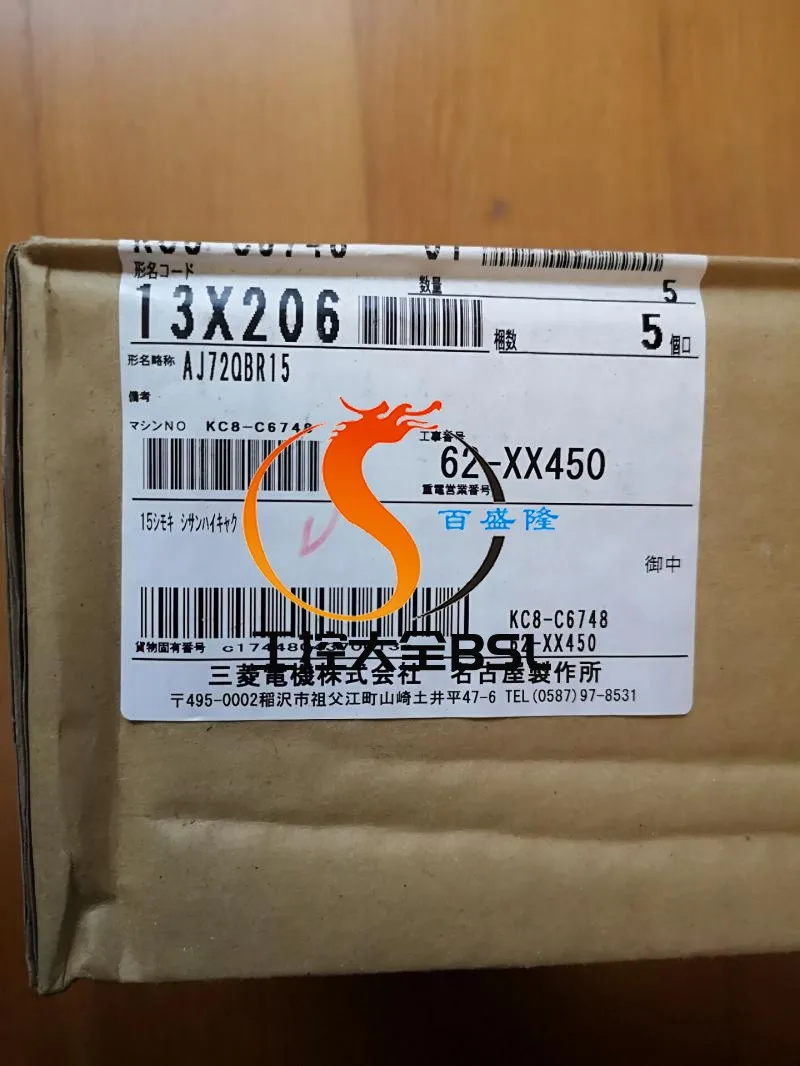 形名コード
数量 5
13X206
梱数 5個口
形名略称 AJ72QBR15
備考
マシンNO KC8-C6748
工事番号
62-XX450
重電営業番号
15シモキ シサンハイキャク
百盛隆
御中
KC8-C6748
貨物固有番号
62-XX450
工控大全BSL
三菱電機株式会社 名古屋製作所
〒495-0002稲沢市祖父江町山崎土井平47-6 TEL(0587)97-8531